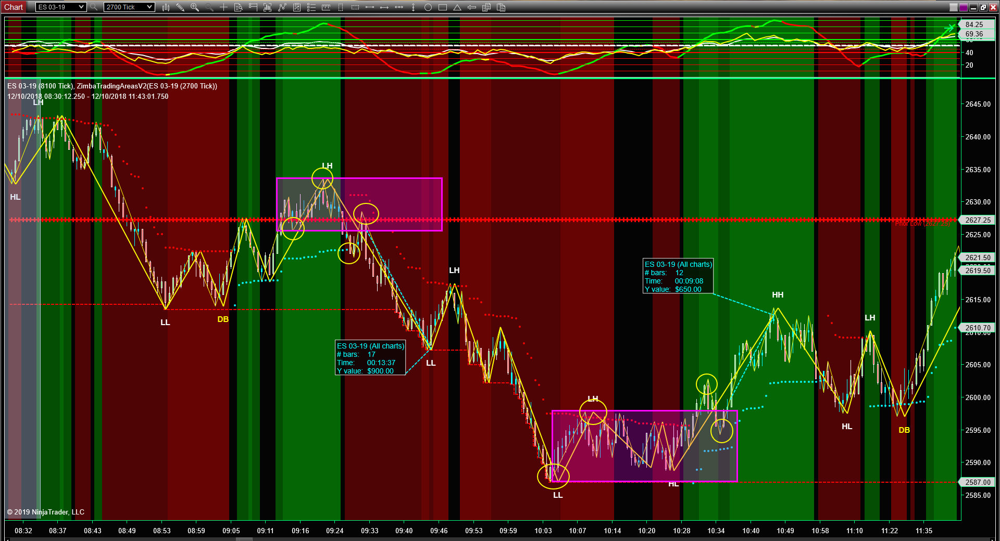 Chart
ES 03-19
2700 Tick
84.25
69.36
40
20
ES 03-19 (8100 Tick), ZimbaTradingAreasV2(ES 03-19 (2700 Tick))
12/10/2018 08:30:12.250 - 12/10/2018 11:43:01.750
LH
2645.00
2640.00
LH
2635.00
HL
2630.00
2627.25
Prior Low (2627.25)
2625.00
2621.50
ES 03-19 (All charts)
# bars: 12
Time: 00:09:08
Y value: $650.00
LH
2619.50
HH
2615.00
LL
DB
LH
2610.70
2610.00
ES 03-19 (All charts)
# bars: 17
Time: 00:13:37
Y value: $900.00
LL
2605.00
LH
2600.00
HL
DB
2595.00
2590.00
HL
2587.00
LL
2585.00
© 2019 NinjaTrader, LLC
08:32 08:37 08:43 08:49 08:53 08:59 09:05 09:11 09:16 09:24 09:33 09:40 09:46 09:53 09:59 10:03 10:07 10:14 10:20 10:28 10:34 10:40 10:49 10:58 11:10 11:22 11:35